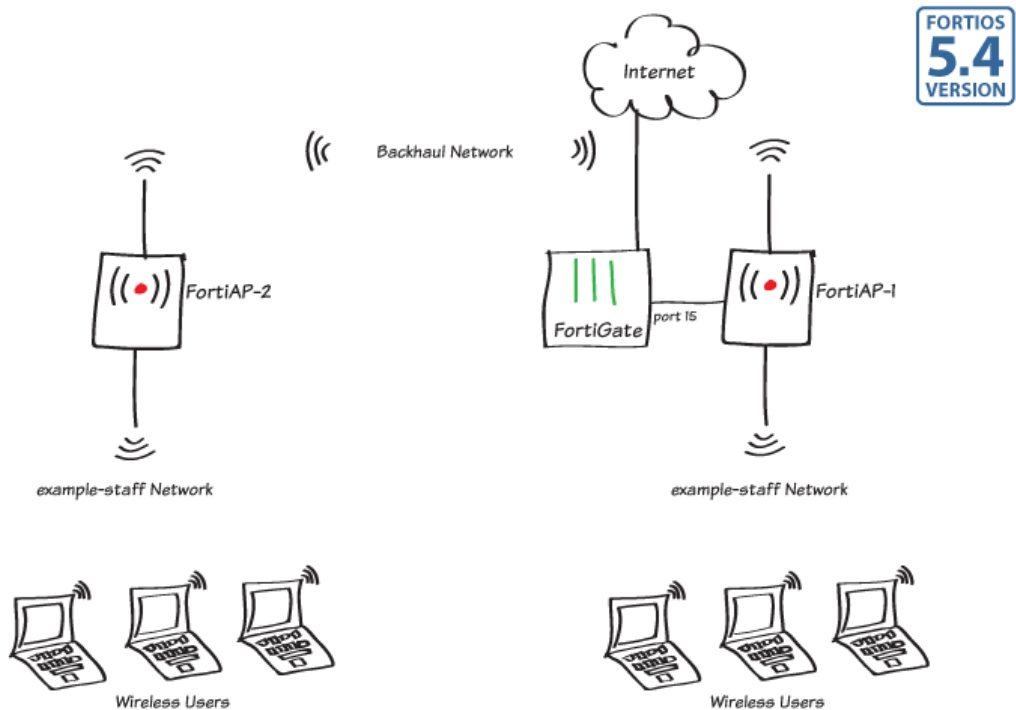 FORTIOS
5.4
VERSION
Internet
Backhaul Network
FortiAP-2
FortiGate
port 15
FortiAP-1
example-staff Network
example-staff Network
Wireless Users
Wireless Users